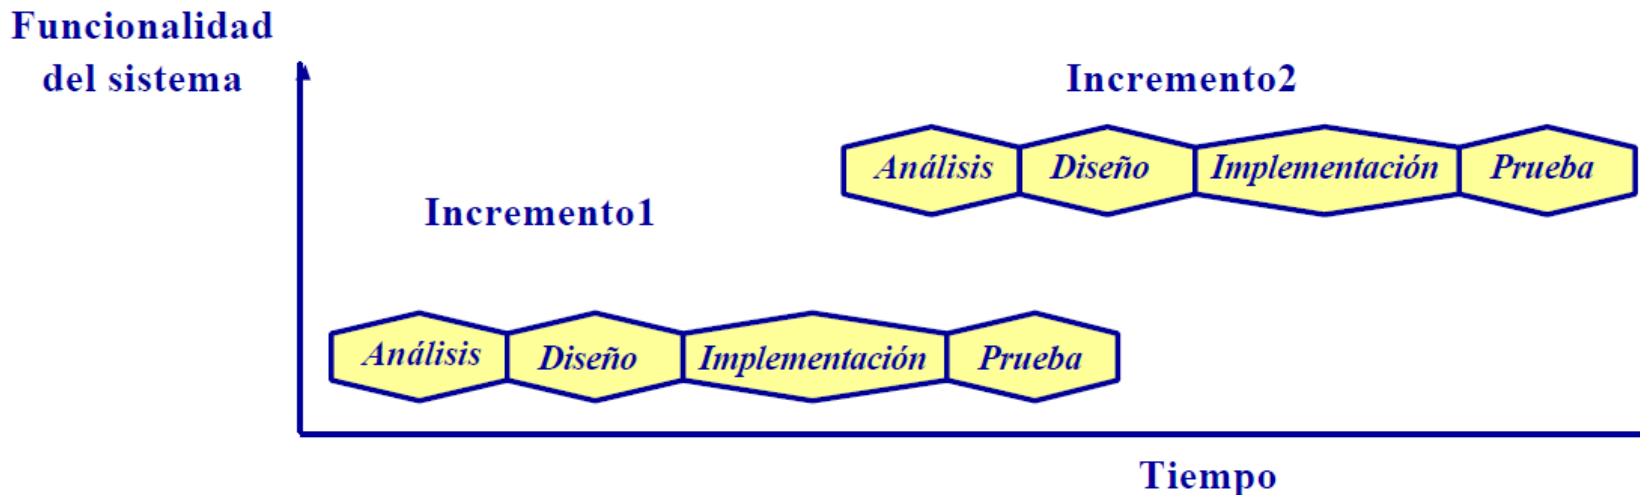 Funcionalidad
del sistema
Incremento2
Análisis Diseño Implementación Prueba
Incremento1
Análisis Diseño Implementación Prueba
Tiempo